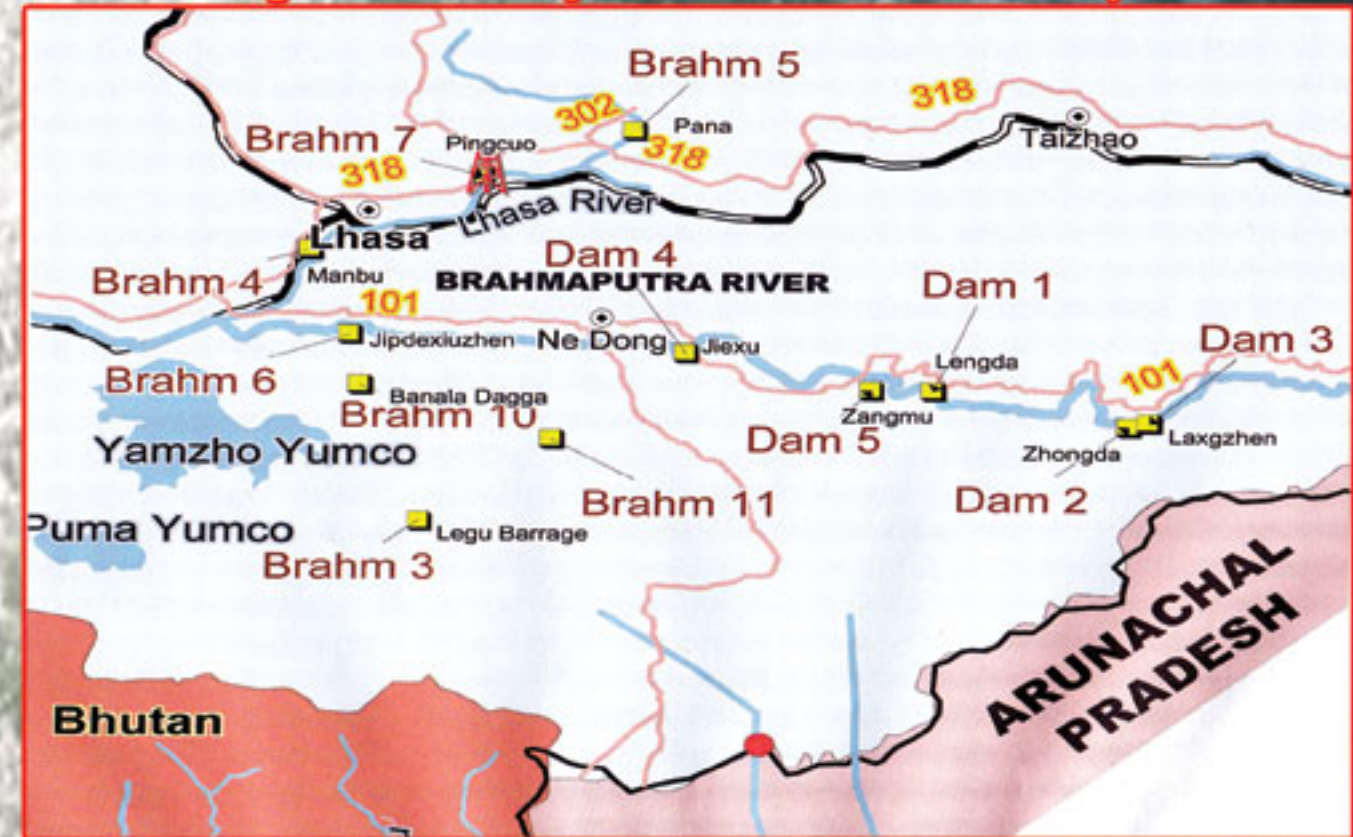 Brahm 5
318
302
Pana
Taizhao
Brahm 7
Pingcuo
318
318
Lhasa River
Lhasa
Dam 4
Brahm 4
Manbu
BRAHMAPUTRA RIVER
Dam 1
101
Jipdexiuzhen
Ne Dong
Jiexu
Lengda
Dam 3
Brahm 6
Banala Dagga
101
Brahm 10
Zangmu
Dam 5
Laxgzhen
Yamzho Yumco
Zhongda
Brahm 11
Dam 2
Puma Yumco
Legu Barrage
Brahm 3
ARUNACHAL
PRADESH
Bhutan